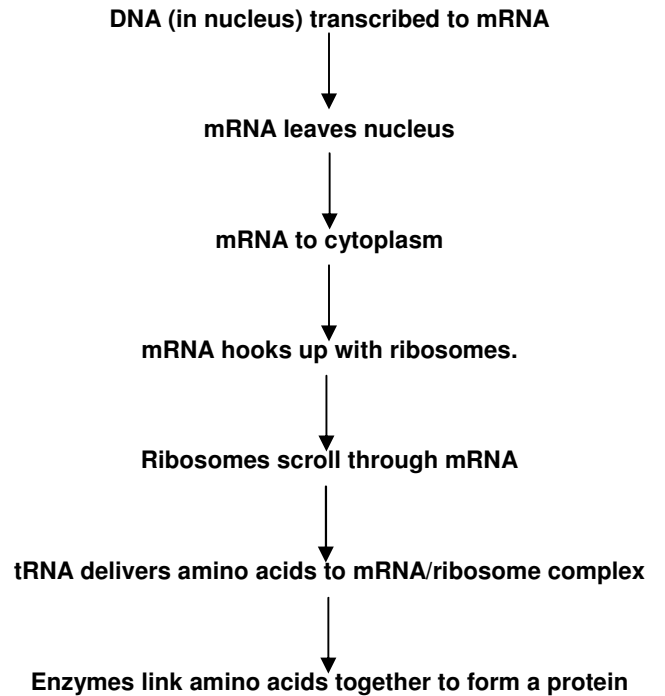 DNA (in nucleus) transcribed to mRNA
mRNA leaves nucleus
mRNA to cytoplasm
mRNA hooks up with ribosomes.
Ribosomes scroll through mRNA
tRNA delivers amino acids to mRNA/ribosome complex
Enzymes link amino acids together to form a protein